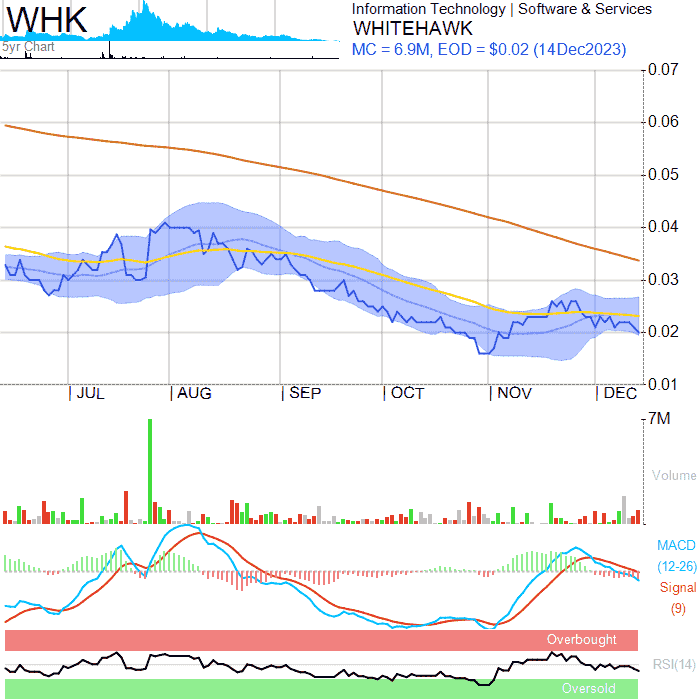 WHK
5yr Chart
Information Technology | Software & Services
WHITEHAWK
MC = 6.9M, EOD = $0.02 (14Dec2023)
0.07
0.06
0.05
0.04
0.03
0.02
0.01
| JUL | AUG | SEP | OCT | NOV | DEC
7M
Volume
MACD
(12-26)
Signal
(9)
Overbought
RSI(14)
Oversold